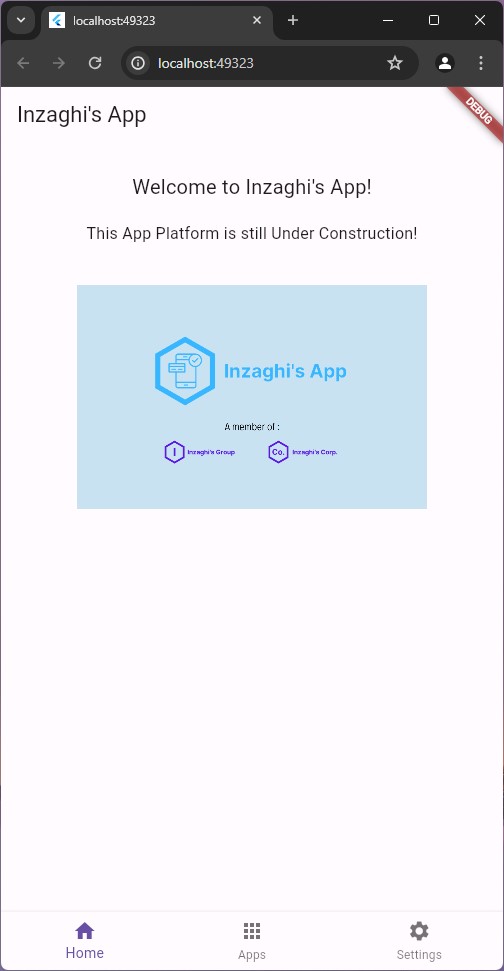 localhost:49323
localhost:49323
Inzaghi's App
DEBUG
Welcome to Inzaghi's App!
This App Platform is still Under Construction!
Inzaghi's App
A member of :
I Inzaghi's Group
Co. Inzaghi's Corp.
Home
Apps
Settings